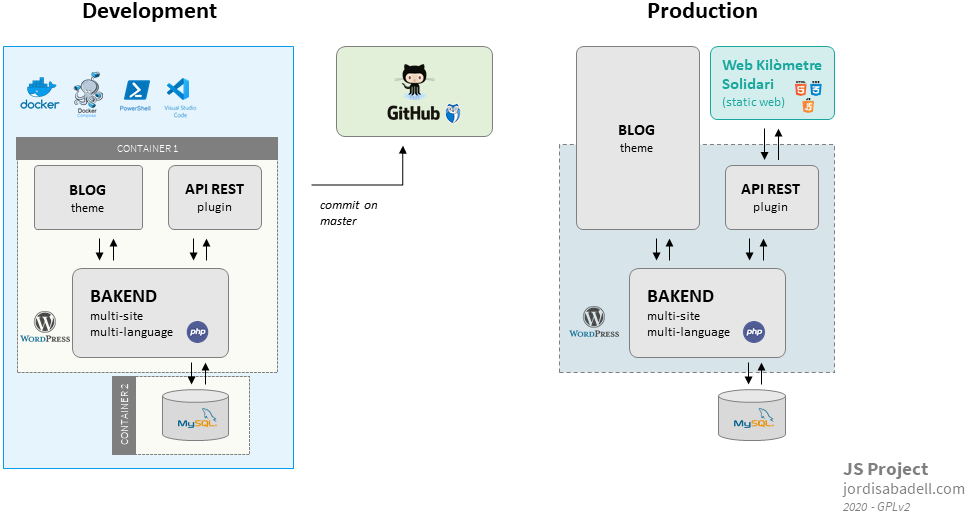 Development
Production
docker
docker
Compose
PowerShell
Visual Studio
Code
CONTAINER 1
BLOG
theme
API REST
plugin
BAKEND
multi-site
multi-language
php
WORDPRESS
CONTAINER 2
MySQL
GitHub
commit on
master
BLOG
theme
Web Kilòmetre
Solidari
(static web)
API REST
plugin
BAKEND
multi-site
multi-language
php
WORDPRESS
MySQL
JS Project
jordisabadell.com
2020 - GPLv2